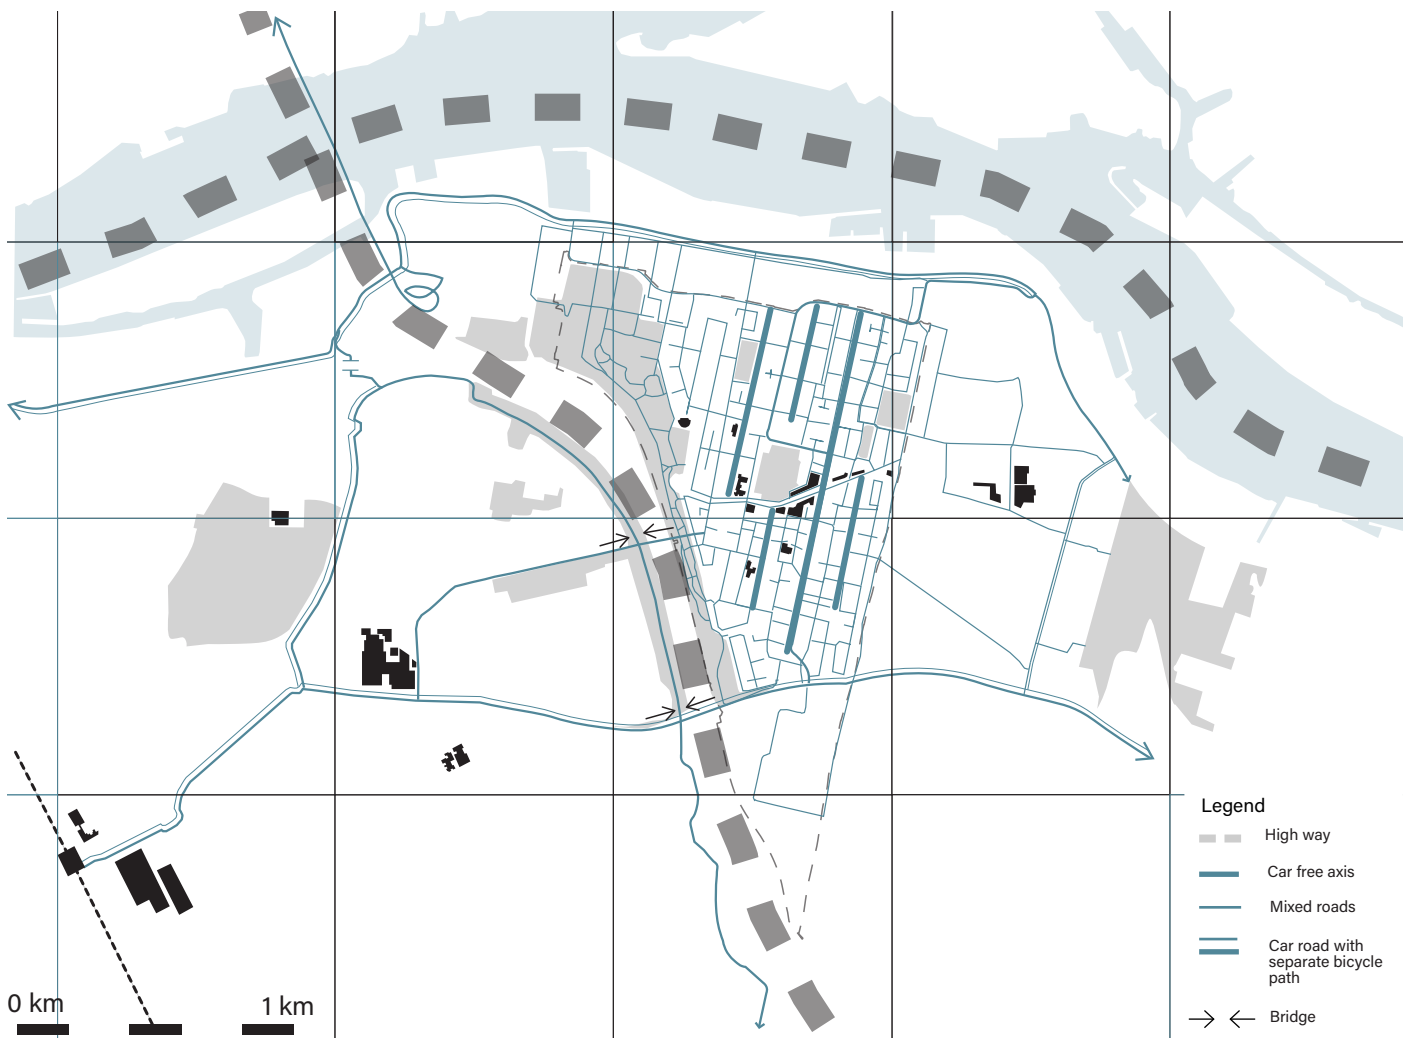 Legend
High way
Car free axis
Mixed roads
Car road with
separate bicycle
path
Bridge
0 km
1 km